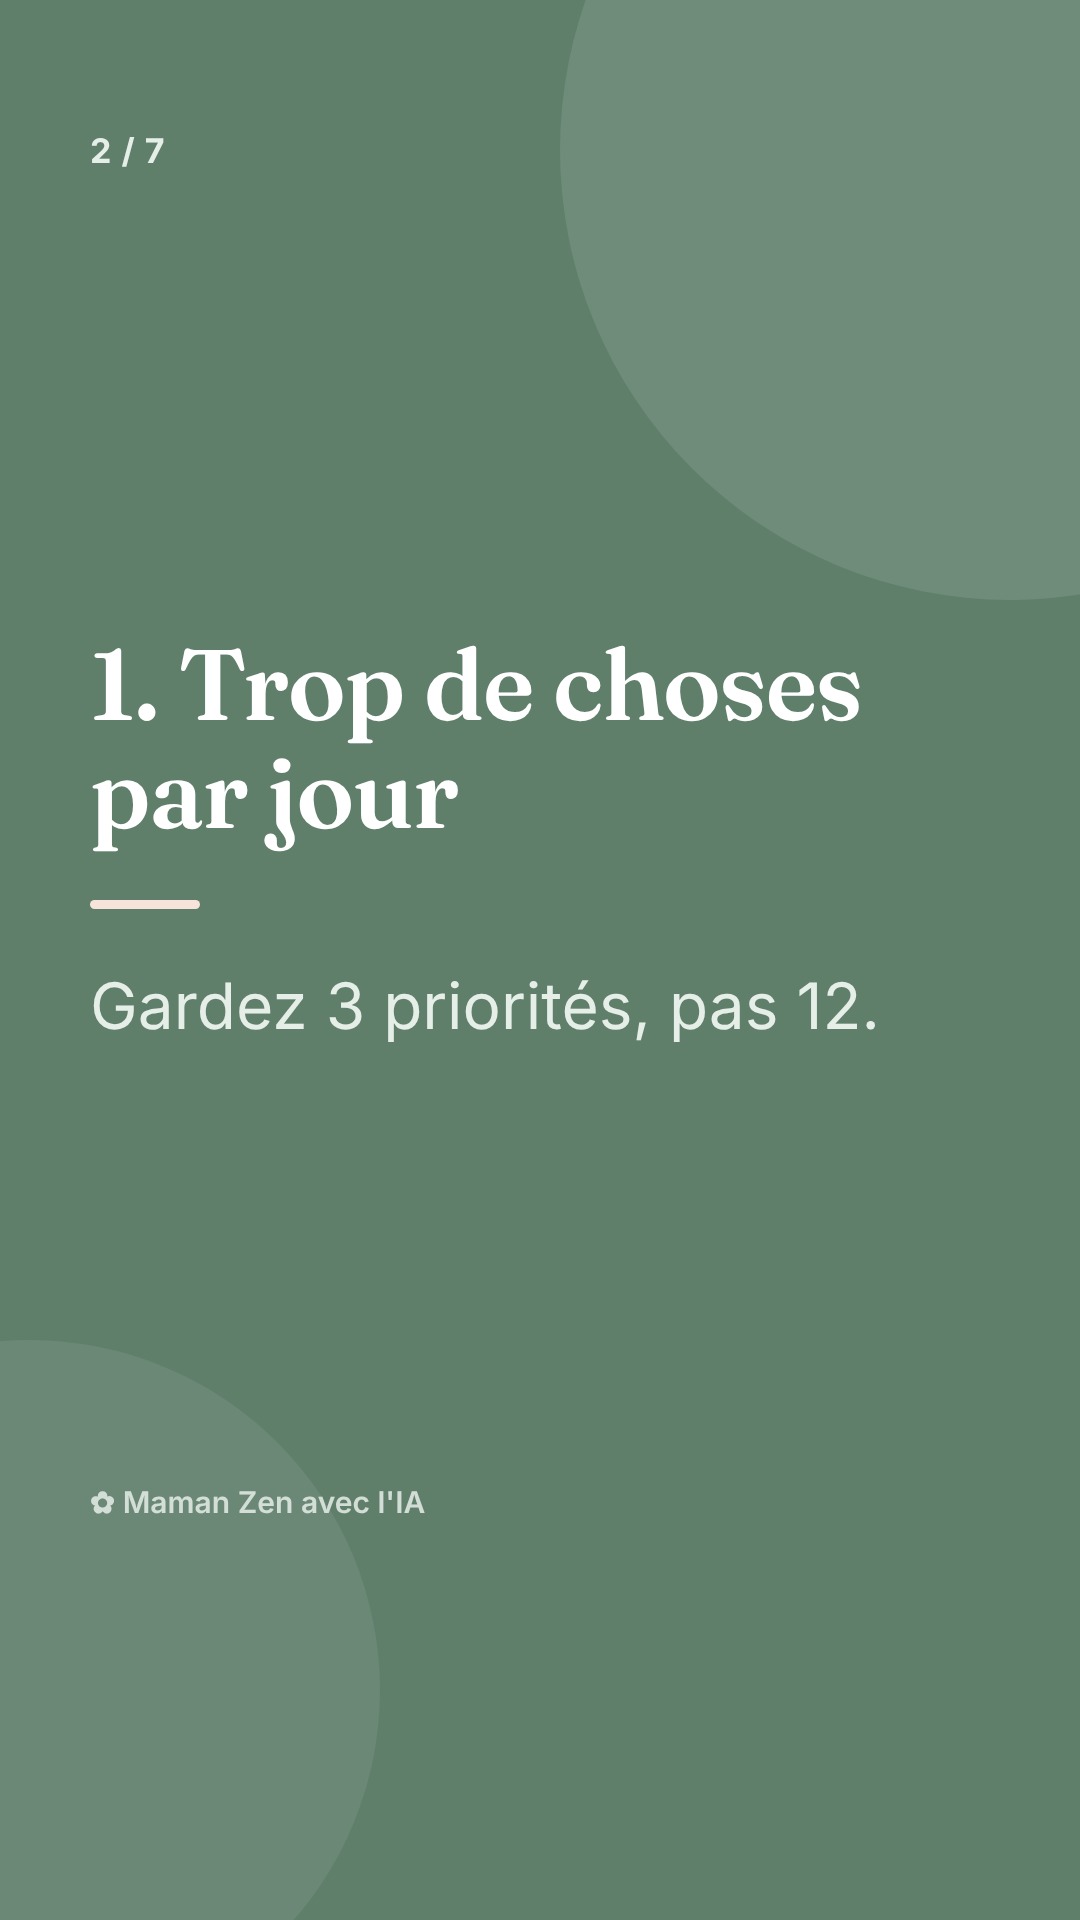 2 / 7
1. Trop de choses
par jour
Gardez 3 priorités, pas 12.
✿ Maman Zen avec l'IA